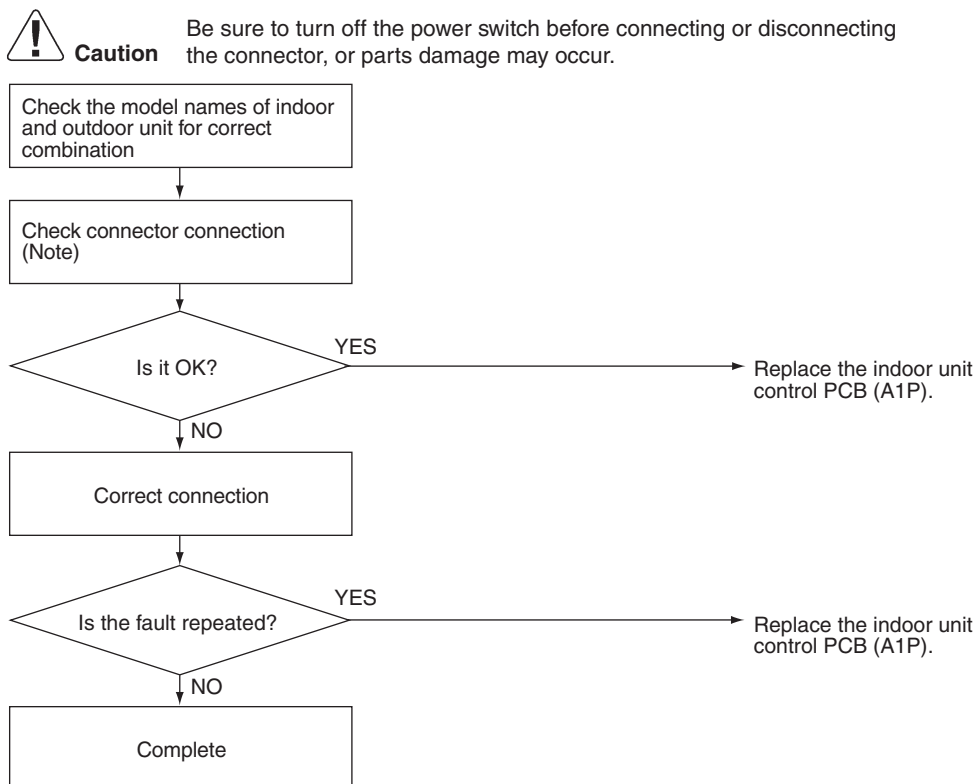 Be sure to turn off the power switch before connecting or disconnecting
Caution the connector, or parts damage may occur.
Check the model names of indoor
and outdoor unit for correct
combination
Check connector connection
(Note)
Is it OK?
YES
Replace the indoor unit
control PCB (A1P).
NO
Correct connection
Is the fault repeated?
YES
Replace the indoor unit
control PCB (A1P).
NO
Complete